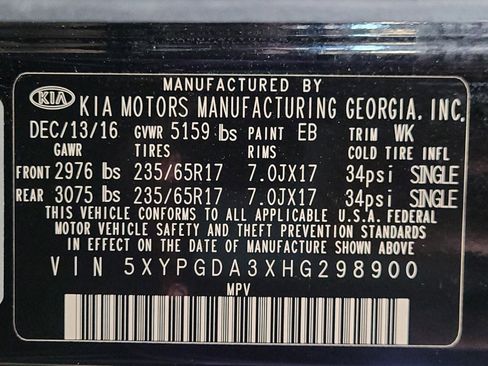 MANUFACTURED BY
KIA KIA MOTORS MANUFACTURING GEORGIA, INC.
DEC/13/16 GVWR 5159 lbs PAINT EB TRIM WK
GAWR TIRES RIMS COLD TIRE INFL
FRONT 2976 lbs 235/65R17 7.0JX17 34psi SINGLE
REAR 3075 lbs 235/65R17 7.0JX17 34psi SINGLE
THIS VEHICLE CONFORMS TO ALL APPLICABLE U.S.A. FEDERAL
MOTOR VEHICLE SAFETY AND THEFT PREVENTION STANDARDS
IN EFFECT ON THE DATE OF MANUFACTURE SHOWN ABOVE.
VIN 5XYPGDA3XHG298900
MPV